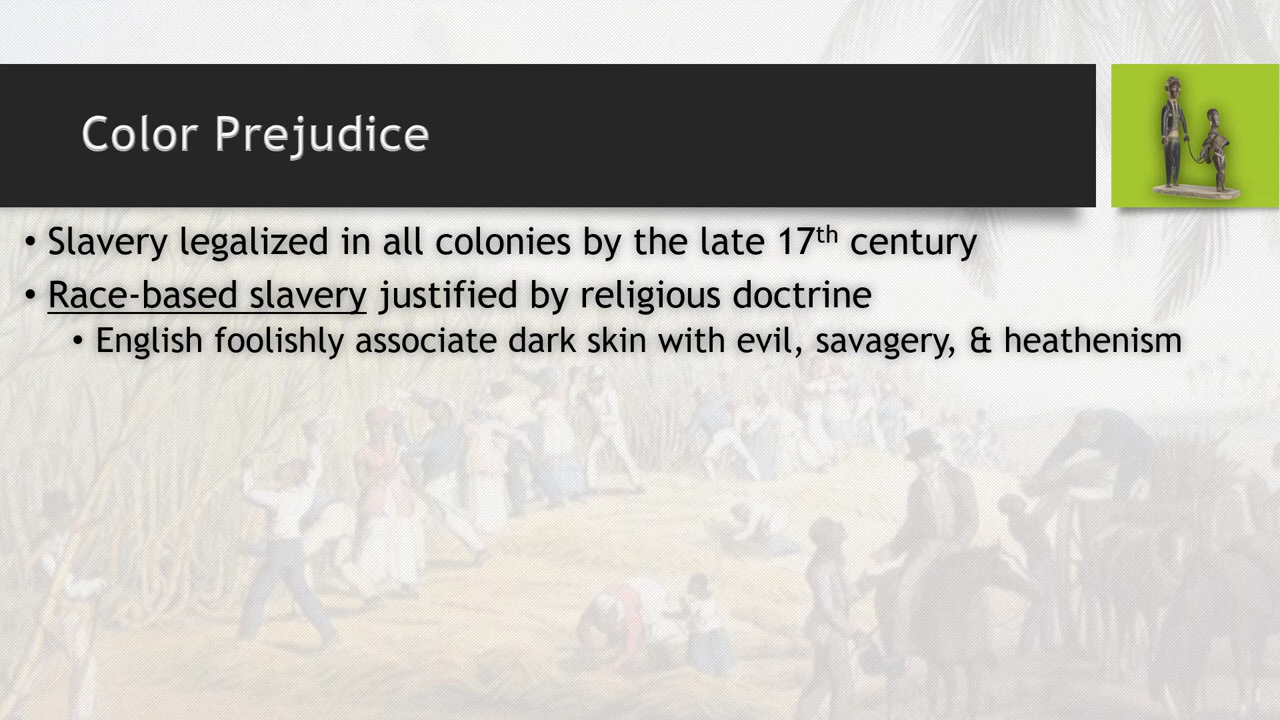 Color Prejudice
• Slavery legalized in all colonies by the late 17th century
• Race-based slavery justified by religious doctrine
• English foolishly associate dark skin with evil, savagery, & heathenism